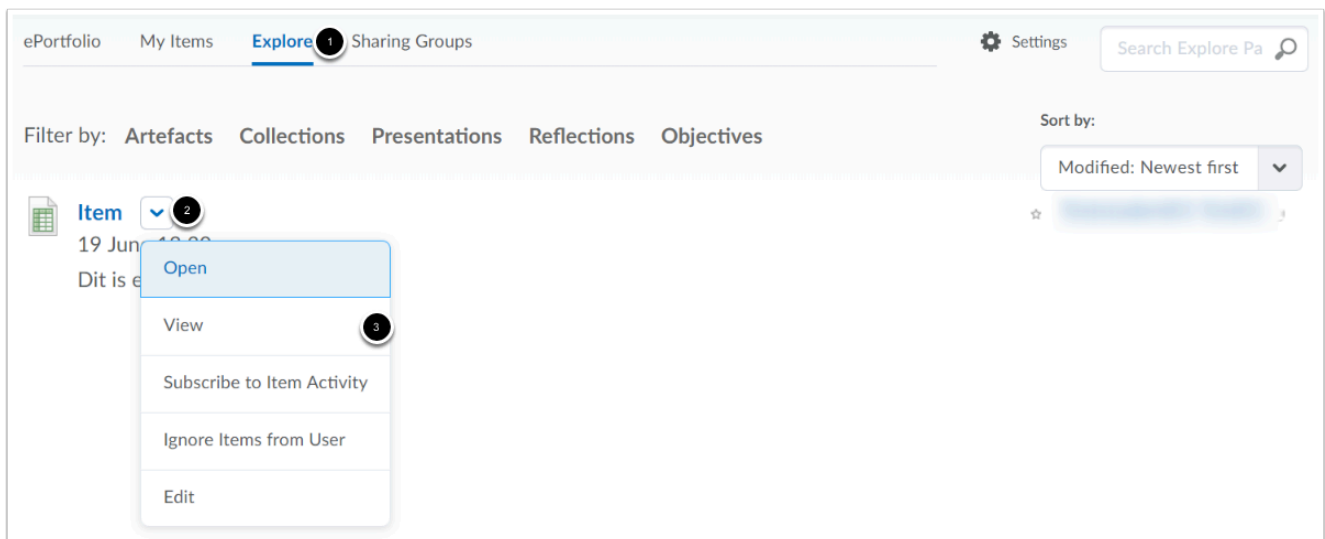 ePortfolio My Items Explore 1 Sharing Groups Settings Search Explore Pa
Sort by:
Filter by: Artefacts Collections Presentations Reflections Objectives
Modified: Newest first
Item 2
19 Jun
Dit is
Open
View 3
Subscribe to Item Activity
Ignore Items from User
Edit